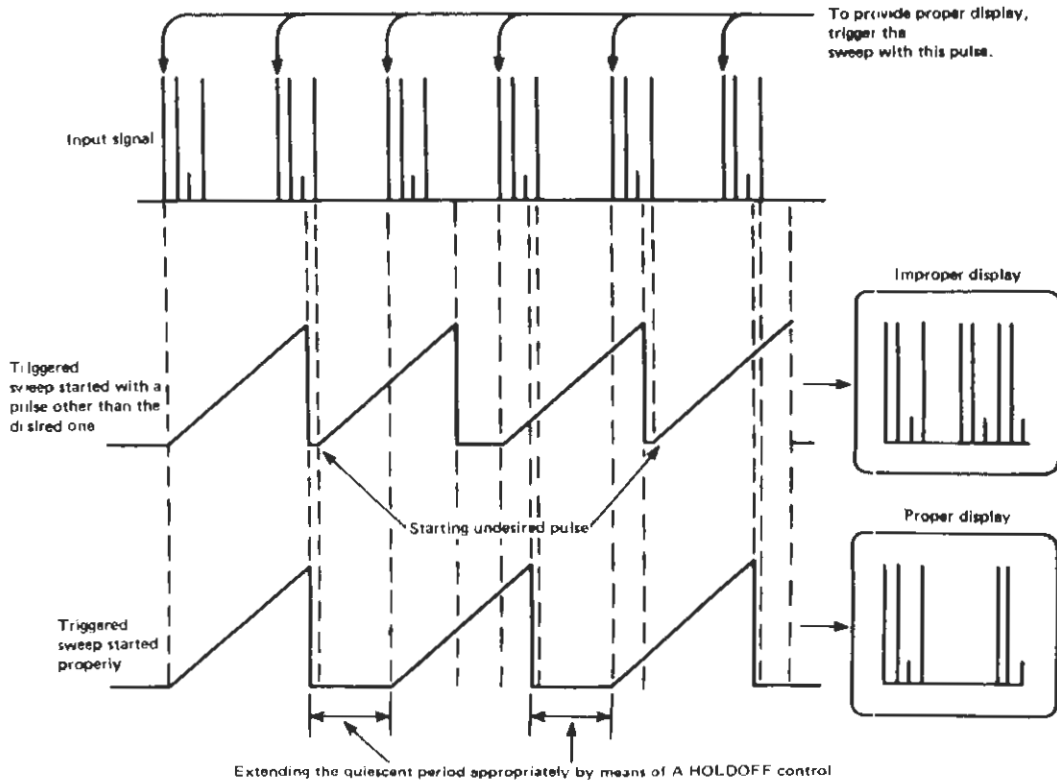 To provide proper display,
trigger the
sweep with this pulse.
Input signal
Improper display
Triggered
sweep started with a
pulse other than the
disired one
Starting undesired pulse
Proper display
Triggered
sweep started
properly
Extending the quiescent period appropriately by means of A HOLDOFF control